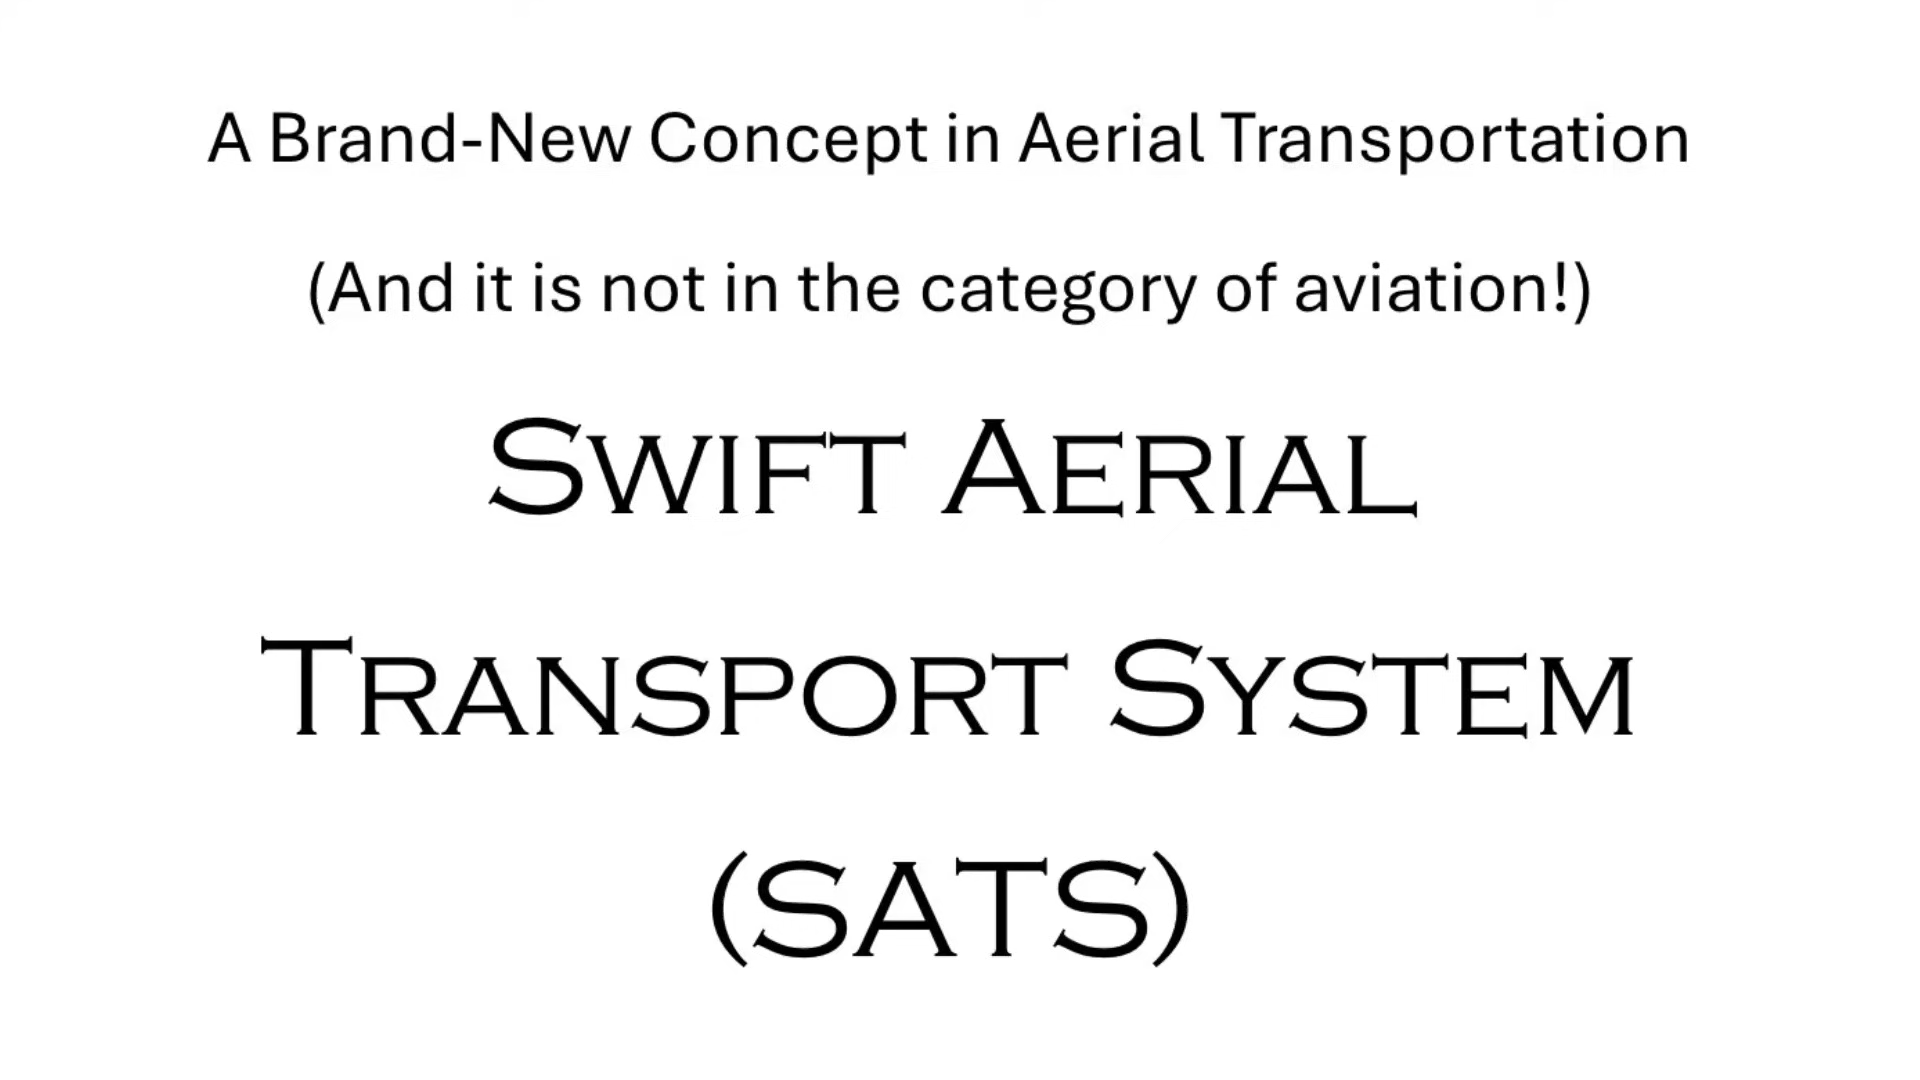 A Brand-New Concept in Aerial Transportation
(And it is not in the category of aviation!)
Swift Aerial
Transport System
(SATS)